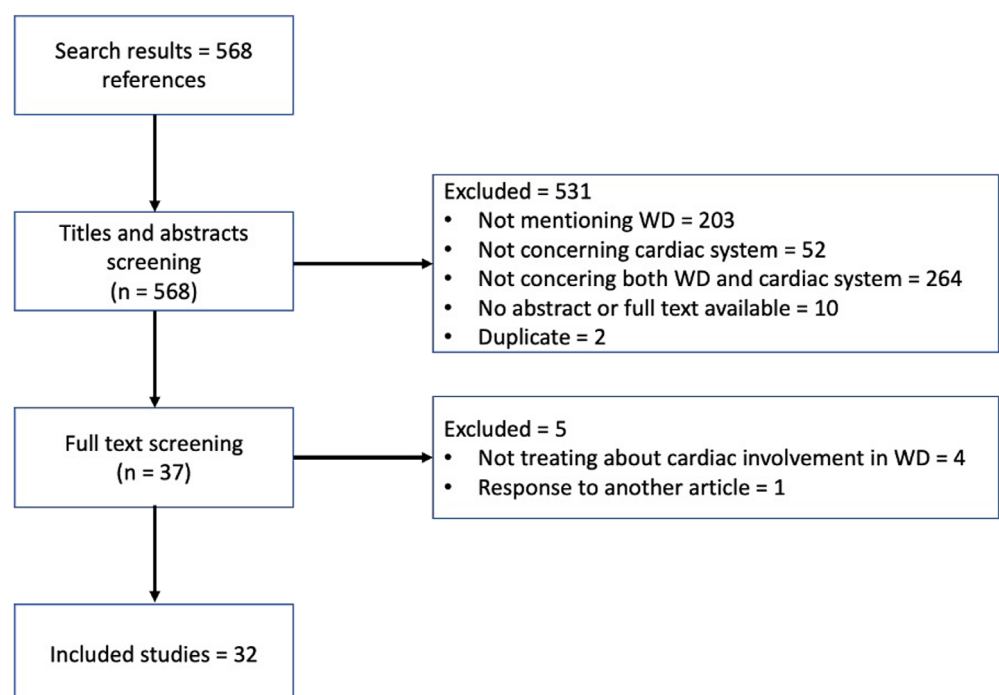 Search results = 568
references
Titles and abstracts
screening
(n = 568)
Excluded = 531
• Not mentioning WD = 203
• Not concerning cardiac system = 52
• Not concering both WD and cardiac system = 264
• No abstract or full text available = 10
• Duplicate = 2
Full text screening
(n = 37)
Excluded = 5
• Not treating about cardiac involvement in WD = 4
• Response to another article = 1
Included studies = 32